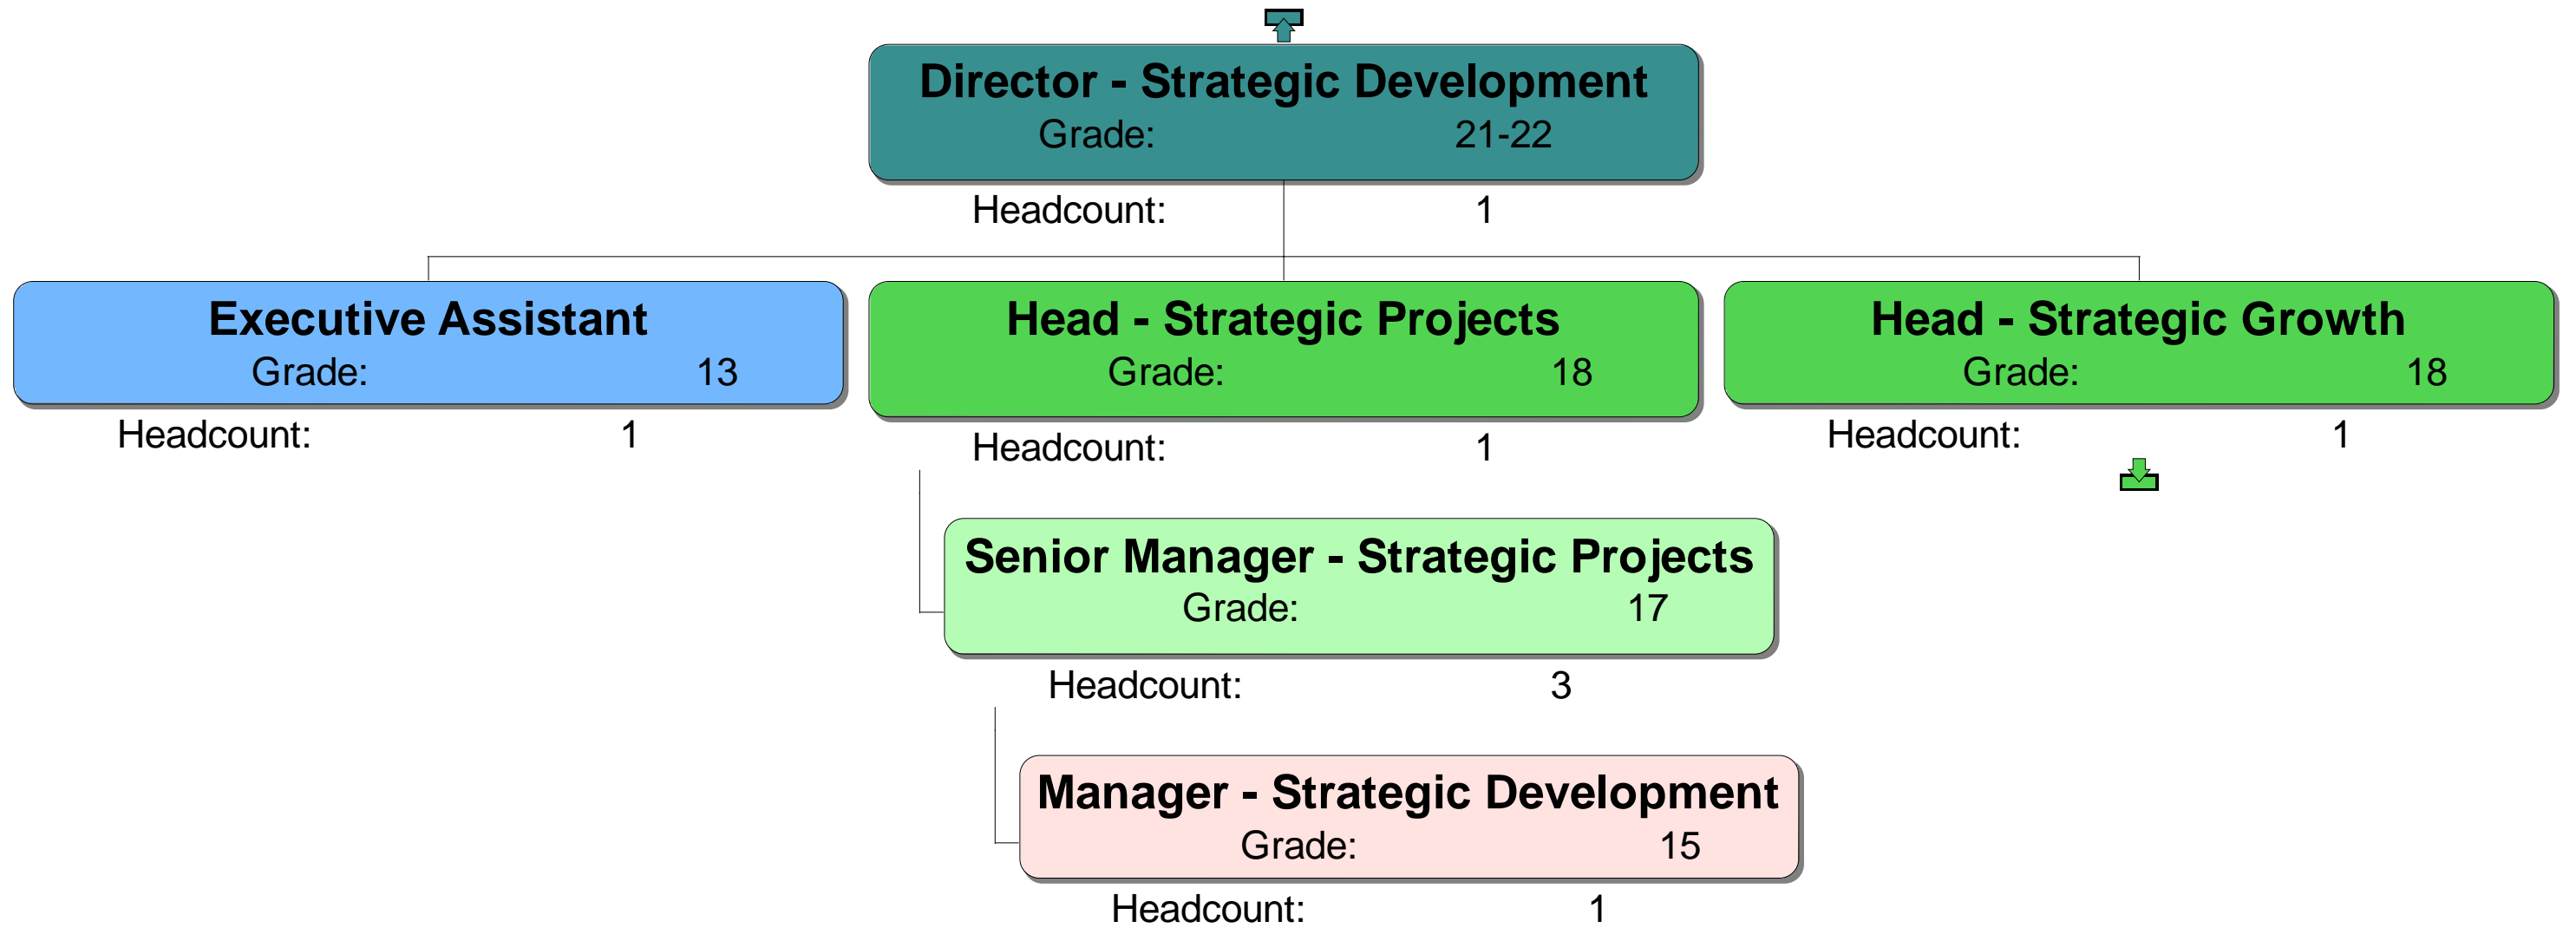 Director - Strategic Development
Grade: 21-22
Headcount: 1
Executive Assistant
Grade: 13
Headcount: 1
Head - Strategic Projects
Grade: 18
Headcount: 1
Head - Strategic Growth
Grade: 18
Headcount: 1
Senior Manager - Strategic Projects
Grade: 17
Headcount: 3
Manager - Strategic Development
Grade: 15
Headcount: 1